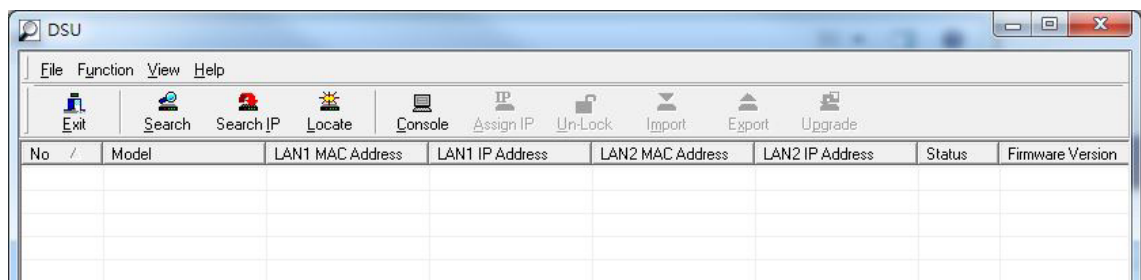 DSU
File Function View Help
Exit Search Search IP Locate Console Assign IP Un-Lock Import Export Upgrade
No Model LAN1 MAC Address LAN1 IP Address LAN2 MAC Address LAN2 IP Address Status Firmware Version